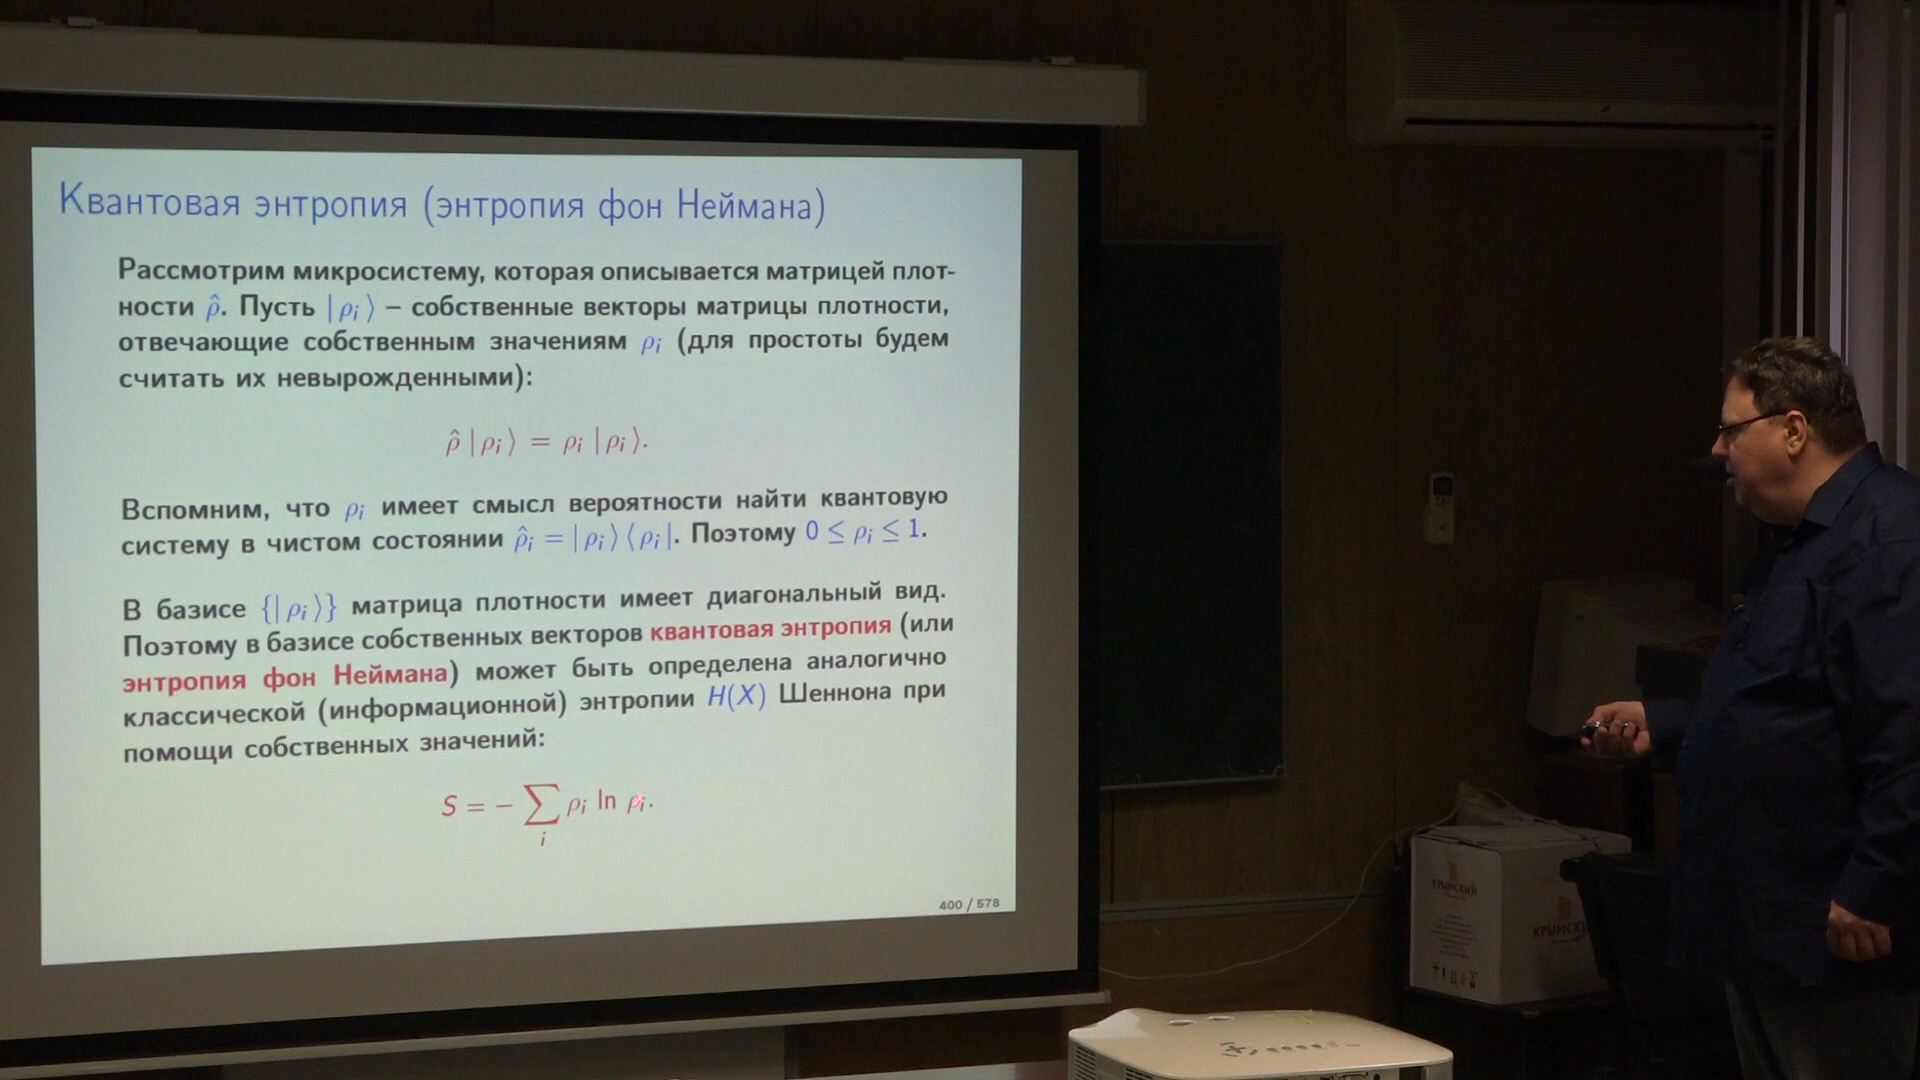 Квантовая энтропия (энтропия фон Неймана)
Рассмотрим микросистему, которая описывается матрицей плот-
ности ρ̂. Пусть |ρᵢ⟩ – собственные векторы матрицы плотности,
отвечающие собственным значениям ρᵢ (для простоты будем
считать их невырожденными):
ρ̂ |ρᵢ⟩ = ρᵢ |ρᵢ⟩.
Вспомним, что ρᵢ имеет смысл вероятности найти квантовую
систему в чистом состоянии ρ̂ᵢ = |ρᵢ⟩⟨ρᵢ|. Поэтому 0 ≤ ρᵢ ≤ 1.
В базисе {|ρᵢ⟩} матрица плотности имеет диагональный вид.
Поэтому в базисе собственных векторов квантовая энтропия (или
энтропия фон Неймана) может быть определена аналогично
классической (информационной) энтропии H(X) Шеннона при
помощи собственных значений:
S = − ∑ᵢ ρᵢ ln ρᵢ.
400 / 578
КРЫМСКИЙ